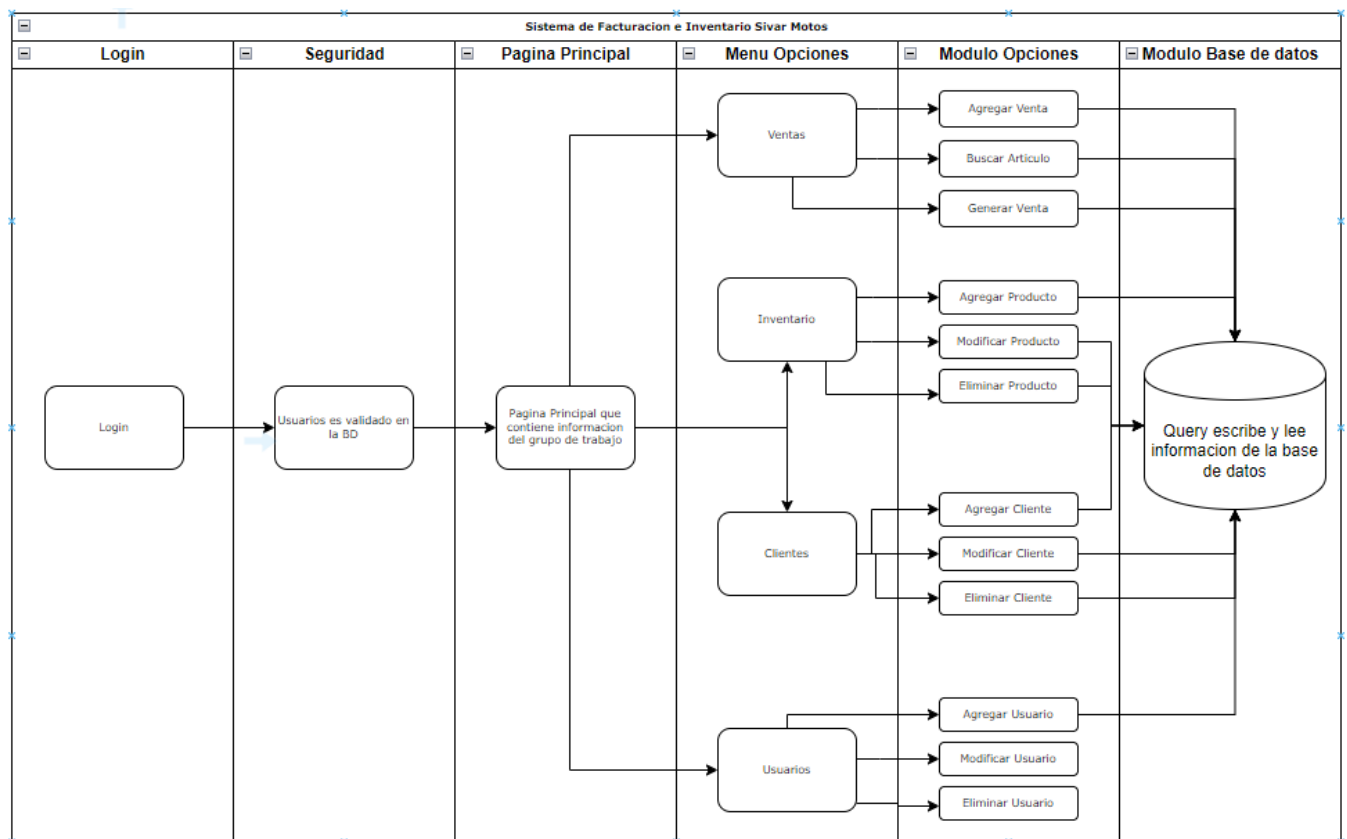 Sistema de Facturacion e Inventario Sivar Motos
Login
Seguridad
Pagina Principal
Menu Opciones
Modulo Opciones
Modulo Base de datos
Login
Usuarios es validado en
la BD
Pagina Principal que
contiene informacion
del grupo de trabajo
Ventas
Agregar Venta
Buscar Articulo
Generar Venta
Inventario
Agregar Producto
Modificar Producto
Eliminar Producto
Clientes
Agregar Cliente
Modificar Cliente
Eliminar Cliente
Usuarios
Agregar Usuario
Modificar Usuario
Eliminar Usuario
Query escribe y lee
informacion de la base
de datos